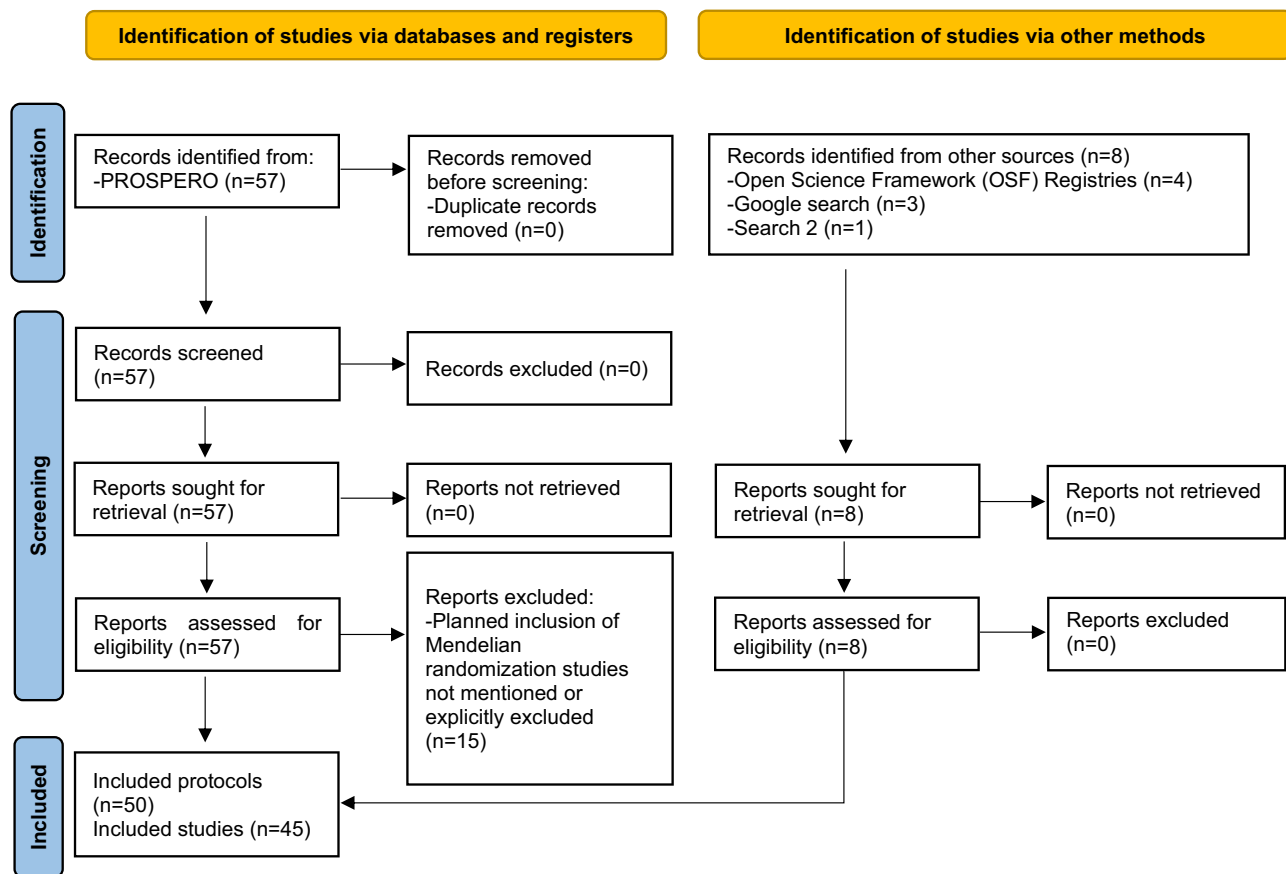 Identification of studies via databases and registers
Identification of studies via other methods
Identification
Records identified from:
-PROSPERO (n=57)
Records removed
before screening:
-Duplicate records
removed (n=0)
Records identified from other sources (n=8)
-Open Science Framework (OSF) Registries (n=4)
-Google search (n=3)
-Search 2 (n=1)
Screening
Records screened
(n=57)
Records excluded (n=0)
Reports sought for
retrieval (n=57)
Reports not retrieved
(n=0)
Reports sought for
retrieval (n=8)
Reports not retrieved
(n=0)
Reports assessed for
eligibility (n=57)
Reports excluded:
-Planned inclusion of
Mendelian
randomization studies
not mentioned or
explicitly excluded
(n=15)
Reports assessed for
eligibility (n=8)
Reports excluded
(n=0)
Included
Included protocols
(n=50)
Included studies (n=45)